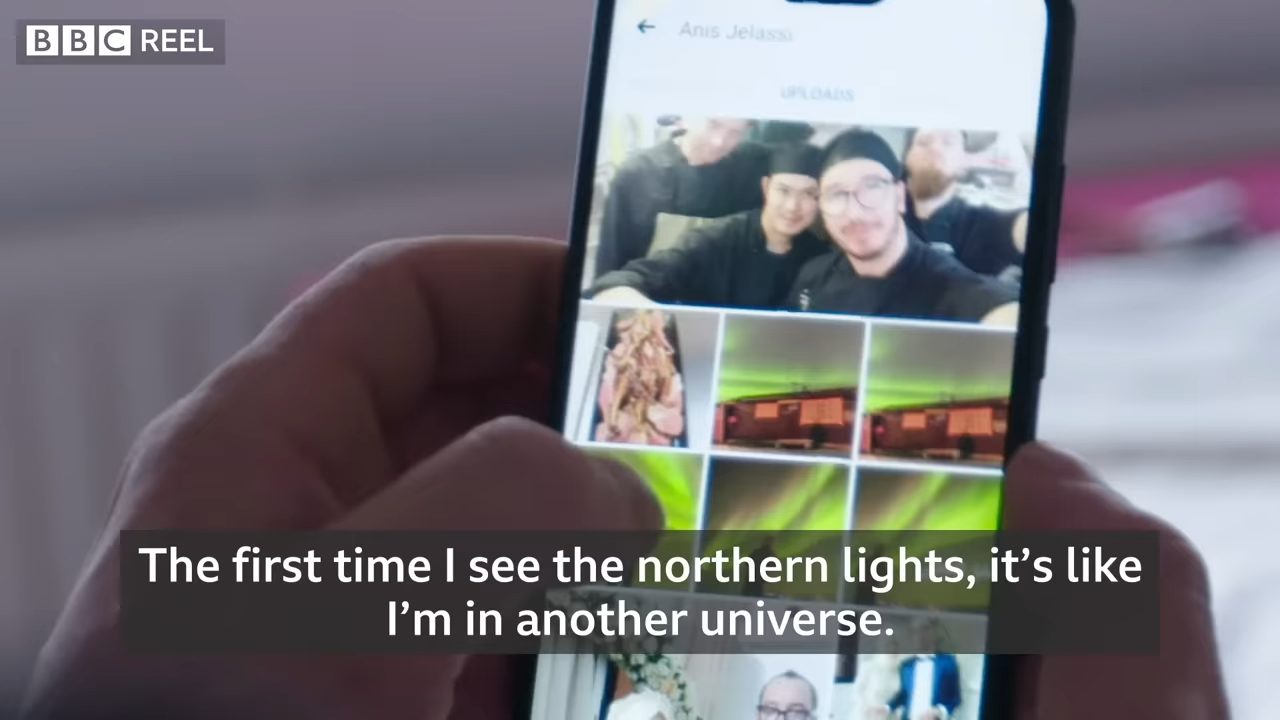 BBC REEL
Anis Jelassi
UPLOADS
The first time I see the northern lights, it's like
I'm in another universe.